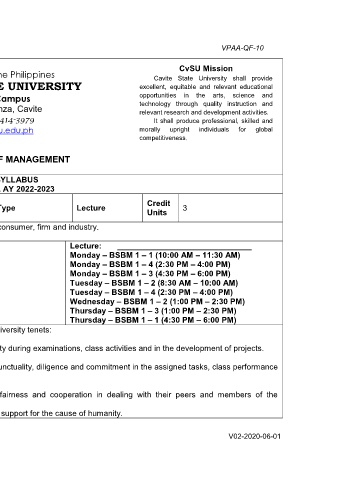 VPAA-QF-10
he Philippines
E UNIVERSITY
Campus
nza, Cavite
414-3979
u.edu.ph
CvSU Mission
Cavite State University shall provide
excellent, equitable and relevant educational
opportunities in the arts, science and
technology through quality instruction and
relevant research and development activities.
It shall produce professional, skilled and
morally upright individuals for global
competitiveness.
F MANAGEMENT
SYLLABUS
, AY 2022-2023
Type Lecture Credit Units 3
consumer, firm and industry.
Lecture:
Monday – BSBM 1 – 1 (10:00 AM – 11:30 AM)
Monday – BSBM 1 – 4 (2:30 PM – 4:00 PM)
Monday – BSBM 1 – 3 (4:30 PM – 6:00 PM)
Tuesday – BSBM 1 – 2 (8:30 AM – 10:00 AM)
Tuesday – BSBM 1 – 4 (2:30 PM – 4:00 PM)
Wednesday – BSBM 1 – 2 (1:00 PM – 2:30 PM)
Thursday – BSBM 1 – 3 (1:00 PM – 2:30 PM)
Thursday – BSBM 1 – 1 (4:30 PM – 6:00 PM)
iversity tenets:
ty during examinations, class activities and in the development of projects.
unctuality, diligence and commitment in the assigned tasks, class performance
fairness and cooperation in dealing with their peers and members of the
support for the cause of humanity.
V02-2020-06-01